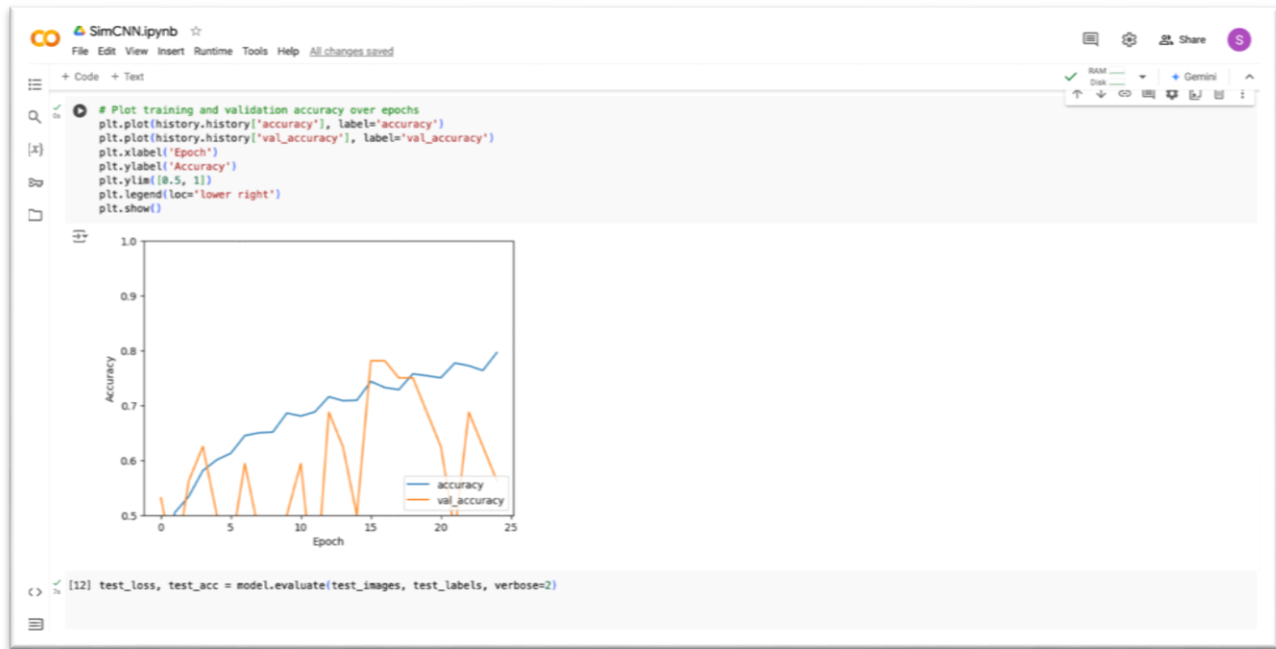 SimCNN.ipynb
File Edit View Insert Runtime Tools Help All changes saved
Share
S
+ Code + Text
RAM
Disk
Gemini
# Plot training and validation accuracy over epochs
plt.plot(history.history['accuracy'], label='accuracy')
plt.plot(history.history['val_accuracy'], label='val_accuracy')
plt.xlabel('Epoch')
plt.ylabel('Accuracy')
plt.ylim([0.5, 1])
plt.legend(loc='lower right')
plt.show()
{x}
0s
1.0
0.9
0.8
0.7
0.6
0.5
Accuracy
0 5 10 15 20 25
Epoch
accuracy
val_accuracy
7s
[12] test_loss, test_acc = model.evaluate(test_images, test_labels, verbose=2)